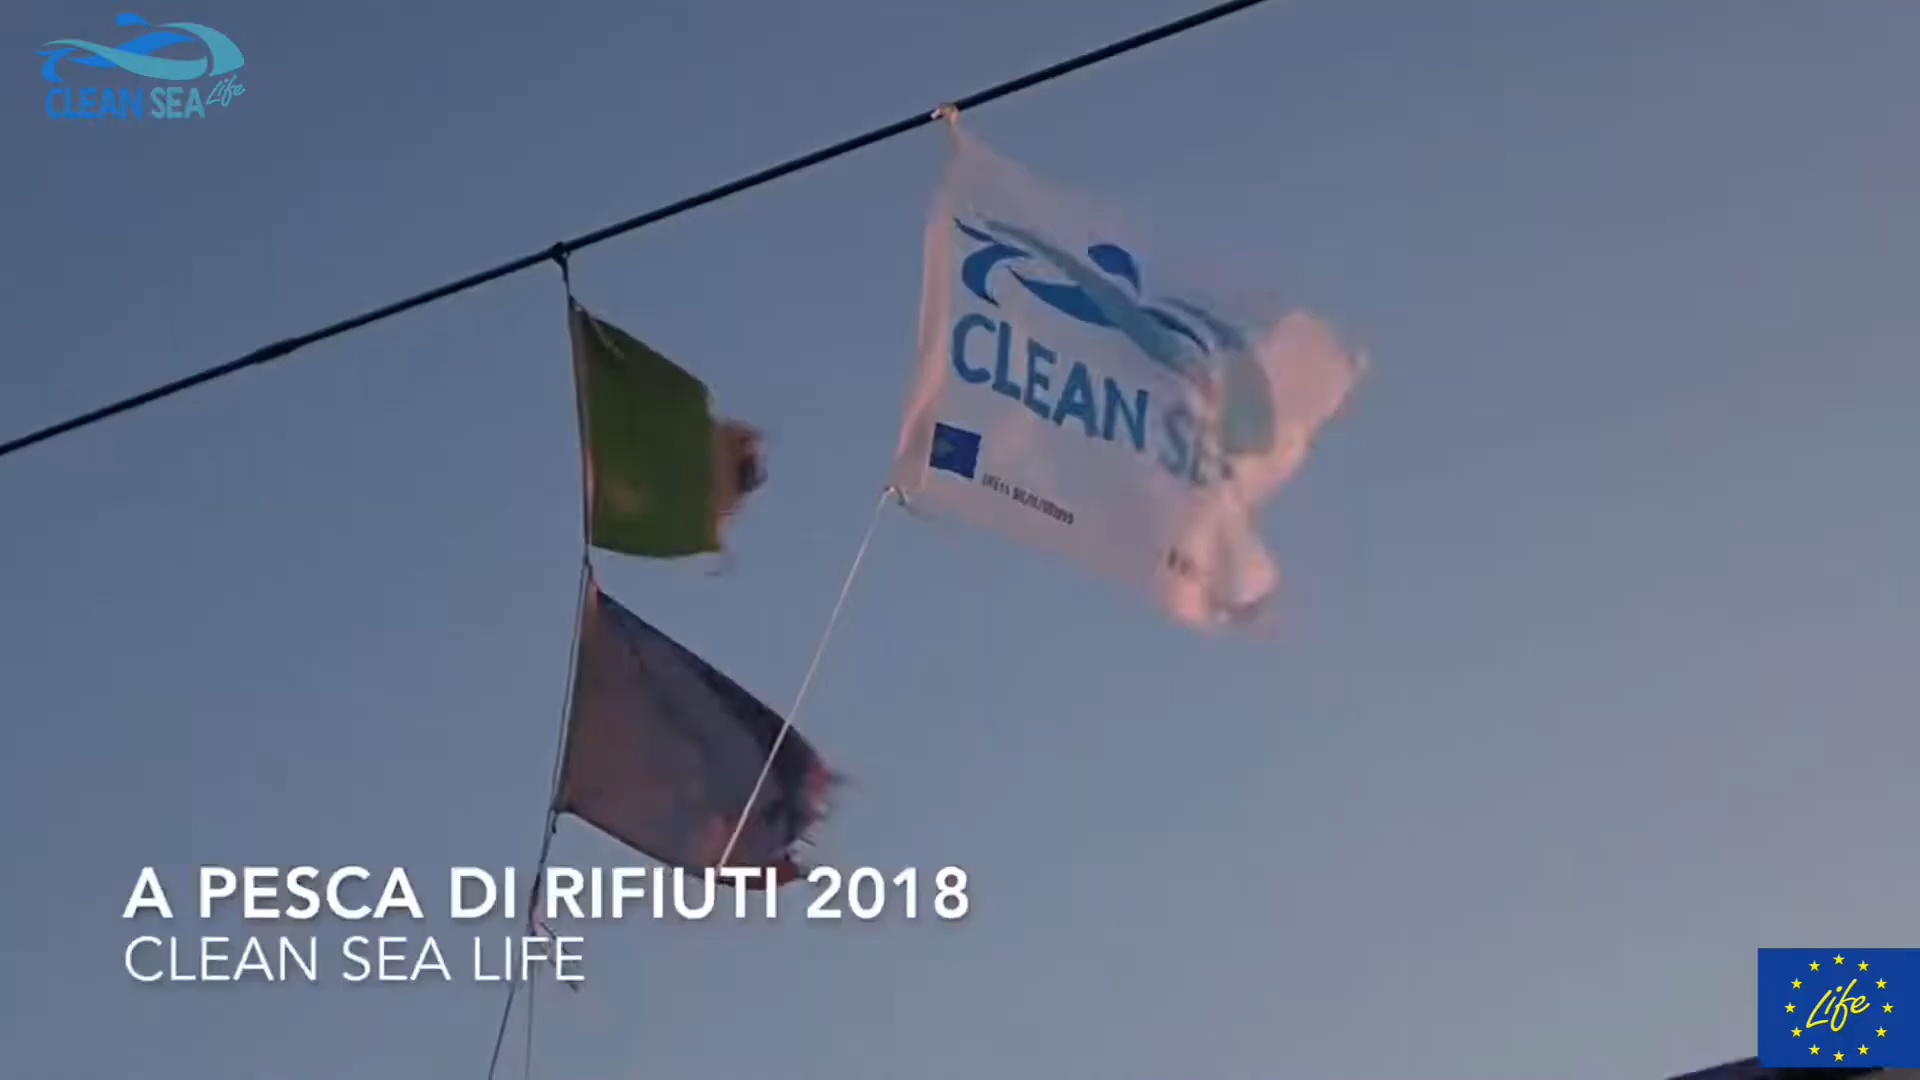 CLEAN SEA Life
CLEAN SE
A PESCA DI RIFIUTI 2018
CLEAN SEA LIFE
Life